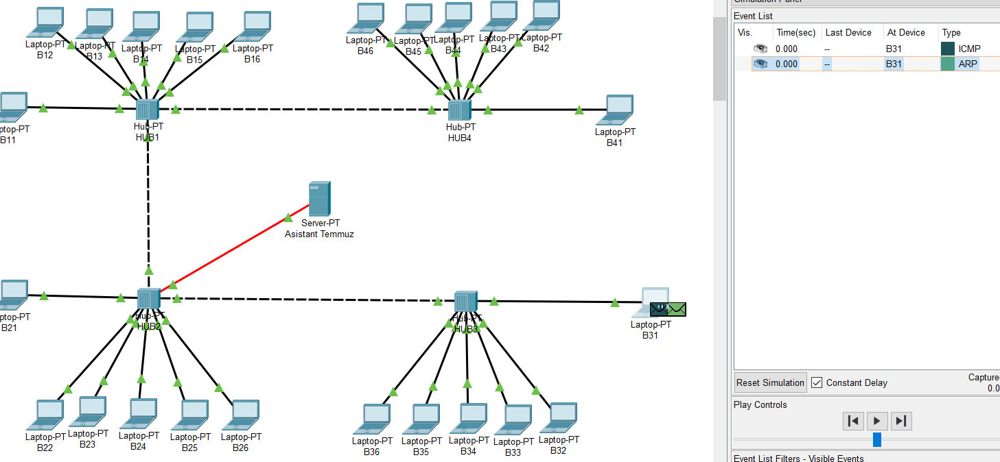 Simulation Panel
Event List
Vis.
Time(sec)
Last Device
At Device
Type
0.000
--
B31
ICMP
0.000
--
B31
ARP
Laptop-PT
B12
Laptop-PT
B13
Laptop-PT
B14
Laptop-PT
B15
Laptop-PT
B16
Laptop-PT
B46
Laptop-PT
B45
Laptop-PT
B44
Laptop-PT
B43
Laptop-PT
B42
ptop-PT
B11
Hub-PT
HUB1
Hub-PT
HUB4
Laptop-PT
B41
Server-PT
Asistant Temmuz
ptop-PT
B21
Hub-PT
HUB2
Hub-PT
HUB3
Laptop-PT
B31
Laptop-PT
B22
Laptop-PT
B23
Laptop-PT
B24
Laptop-PT
B25
Laptop-PT
B26
Laptop-PT
B36
Laptop-PT
B35
Laptop-PT
B34
Laptop-PT
B33
Laptop-PT
B32
Reset Simulation
Constant Delay
Captured
0.0
Play Controls
Event List Filters - Visible Events